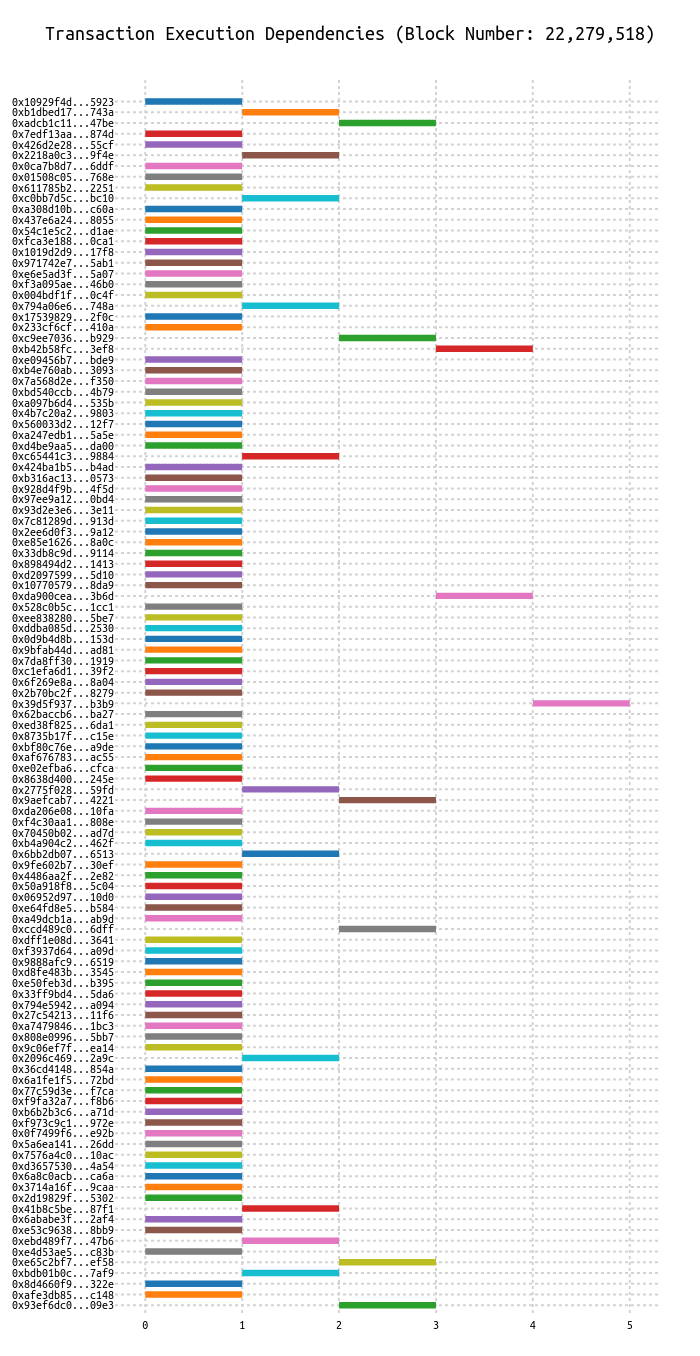 Transaction Execution Dependencies (Block Number: 22,279,518)
0x10929f4d...5923
0xb1dbed17...743a
0xadcb1c11...47be
0x7edf13aa...874d
0x426d2e28...55cf
0x2218a0c3...9f4e
0x0ca7b8d7...6ddf
0x01508c05...768e
0x611785b2...2251
0xc0bb7d5c...bc10
0xa308d10b...c60a
0x437e6a24...8055
0x54c1e5c2...d1ae
0xfca3e188...0ca1
0x1019d2d9...17f8
0x971742e7...5ab1
0xe6e5ad3f...5a07
0xf3a095ae...46b0
0x004bdf1f...0c4f
0x794a06e6...748a
0x17539829...2f0c
0x233cf6cf...410a
0xc9ee7036...b929
0xb42b58fc...3ef8
0xe09456b7...bde9
0xb4e760ab...3093
0x7a568d2e...f350
0xbd540ccb...4b79
0xa097b6d4...535b
0x4b7c20a2...9803
0x560033d2...12f7
0xa247edb1...5a5e
0xd4be9aa5...da00
0xc65441c3...9884
0x424ba1b5...b4ad
0xb316ac13...0573
0x928d4f9b...4f5d
0x97ee9a12...0bd4
0x93d2e3e6...3e11
0x7c81289d...913d
0x2ee6d0f3...9a12
0xe85e1626...8a0c
0x33db8c9d...9114
0x898494d2...1413
0xd2097599...5d10
0x10770579...8da9
0xda900cea...3b6d
0x528c0b5c...1cc1
0xee838280...5be7
0xddba085d...2530
0x0d9b4d8b...153d
0x9bfab44d...ad81
0x7da8ff30...1919
0xc1efa6d1...39f2
0x6f269e8a...8a04
0x2b70bc2f...8279
0x39d5f937...b3b9
0x62baccb6...ba27
0xed38f825...6da1
0x8735b17f...c15e
0xbf80c76e...a9de
0xaf676783...ac55
0xe02efba6...cfca
0x8638d400...245e
0x2775f028...59fd
0x9aefcab7...4221
0xda206e08...10fa
0xf4c30aa1...808e
0x70450b02...ad7d
0xb4a904c2...462f
0x6bb2db07...6513
0x9fe602b7...30ef
0x4486aa2f...2e82
0x50a918f8...5c04
0x06952d97...10d0
0xe64fd8e5...b584
0xa49dcb1a...ab9d
0xccd489c0...6dff
0xdff1e08d...3641
0xf3937d64...a09d
0x9888afc9...6519
0xd8fe483b...3545
0xe50feb3d...b395
0x33ff9bd4...5da6
0x794e5942...a094
0x27c54213...11f6
0xa7479846...1bc3
0x808e0996...5bb7
0x9c06ef7f...ea14
0x2096c469...2a9c
0x36cd4148...854a
0x6a1fe1f5...72bd
0x77c59d3e...f7ca
0xf9fa32a7...f8b6
0xb6b2b3c6...a71d
0xf973c9c1...972e
0x0f7499f6...e92b
0x5a6ea141...26dd
0x7576a4c0...10ac
0xd3657530...4a54
0x6a8c0acb...ca6a
0x3714a16f...9caa
0x2d19829f...5302
0x41b8c5be...87f1
0x6ababe3f...2af4
0xe53c9638...8bb9
0xebd489f7...47b6
0xe4d53ae5...c83b
0xe65c2bf7...ef58
0xbdb01b0c...7af9
0x8d4660f9...322e
0xafe3db85...c148
0x93ef6dc0...09e3
0 1 2 3 4 5